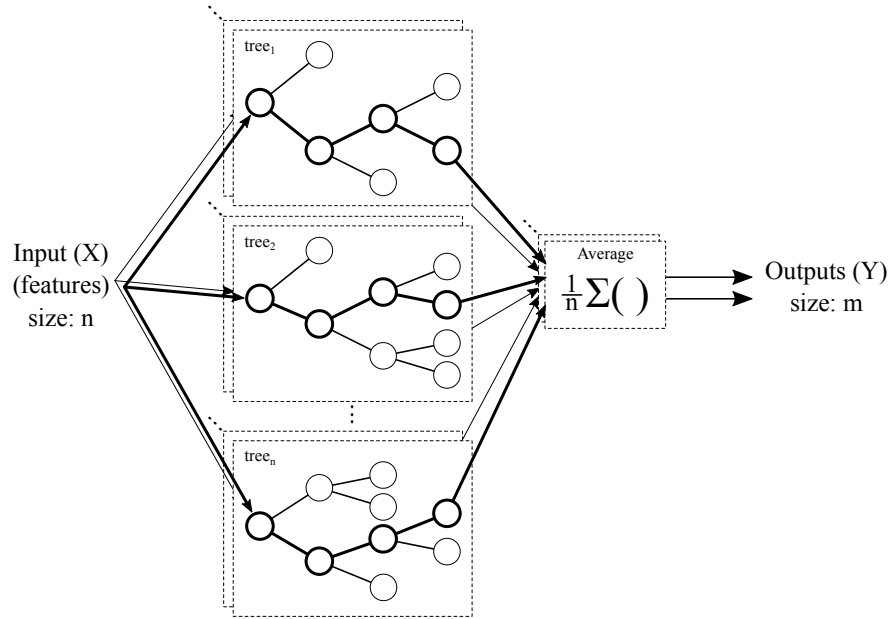 tree₁
Input (X)
(features)
size: n
tree₂
treeₙ
Average
1/n Σ( )
Outputs (Y)
size: m